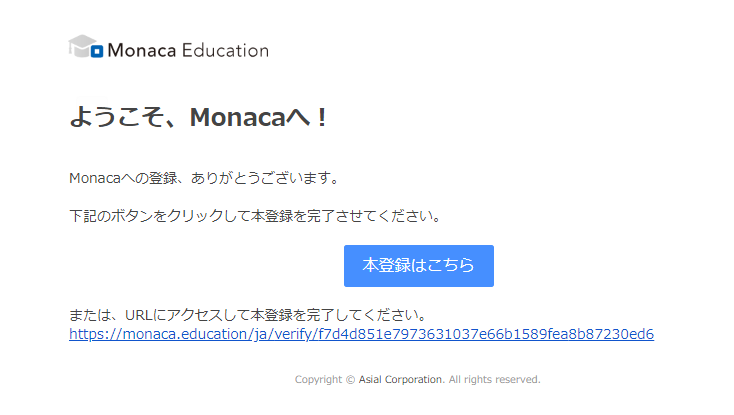 Monaca Education
ようこそ、Monacaへ！
Monacaへの登録、ありがとうございます。
下記のボタンをクリックして本登録を完了させてください。
本登録はこちら
または、URLにアクセスして本登録を完了してください。
https://monaca.education/ja/verify/f7d4d851e7973631037e66b1589fea8b87230ed6
Copyright © Asial Corporation. All rights reserved.